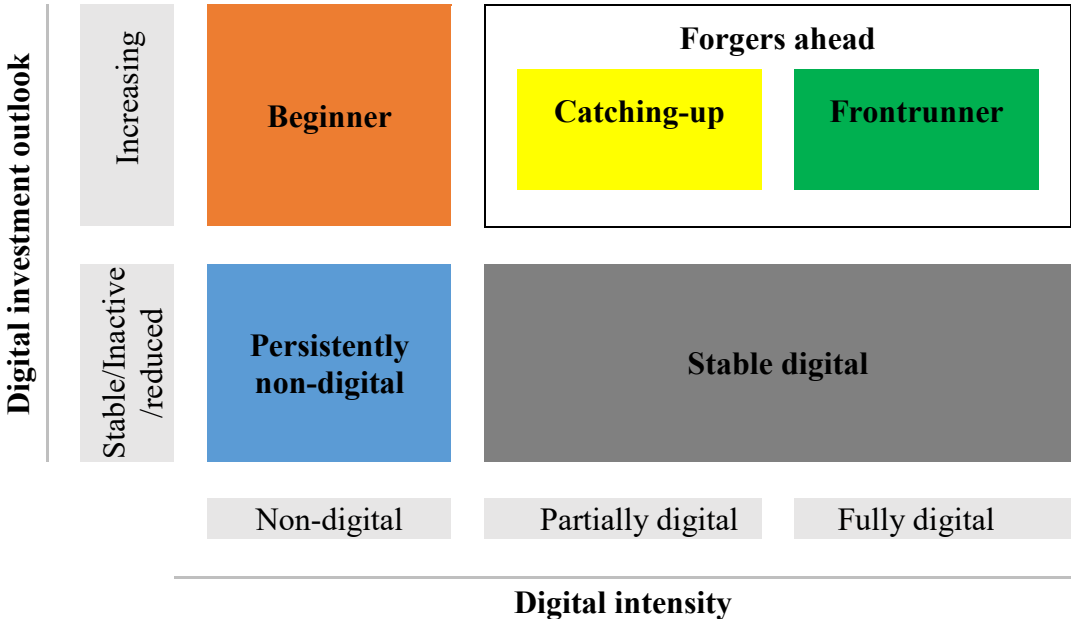 Digital investment outlook
Increasing
Beginner
Forgers ahead
Catching-up
Frontrunner
Stable/Inactive
/reduced
Persistently
non-digital
Stable digital
Non-digital
Partially digital
Fully digital
Digital intensity